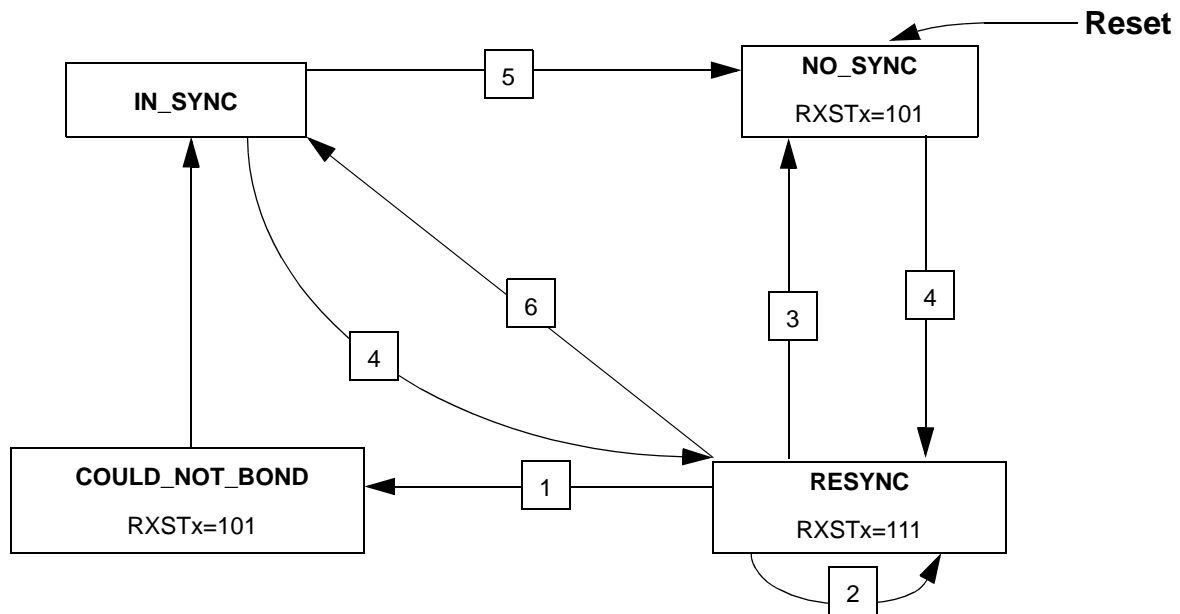 Reset
NO_SYNC
RXSTx=101
5
IN_SYNC
6
3
4
4
COULD_NOT_BOND
RXSTx=101
1
RESYNC
RXSTx=111
2